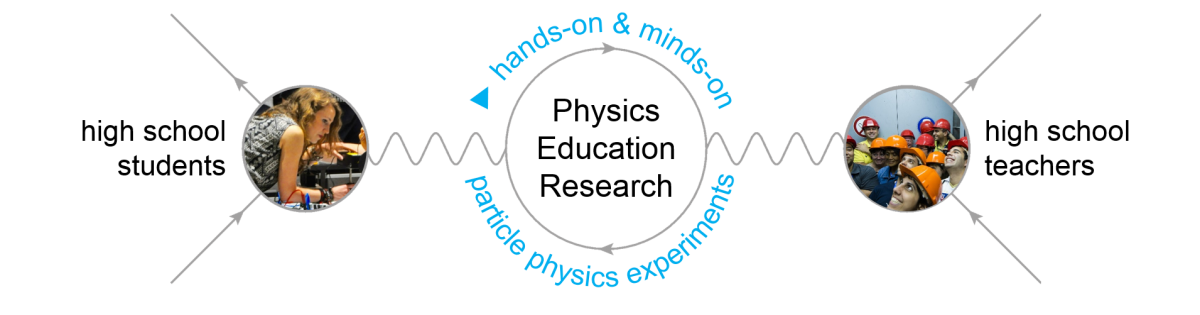 hands-on & minds-on
high school
students
Physics
Education
Research
high school
teachers
particle physics experiments